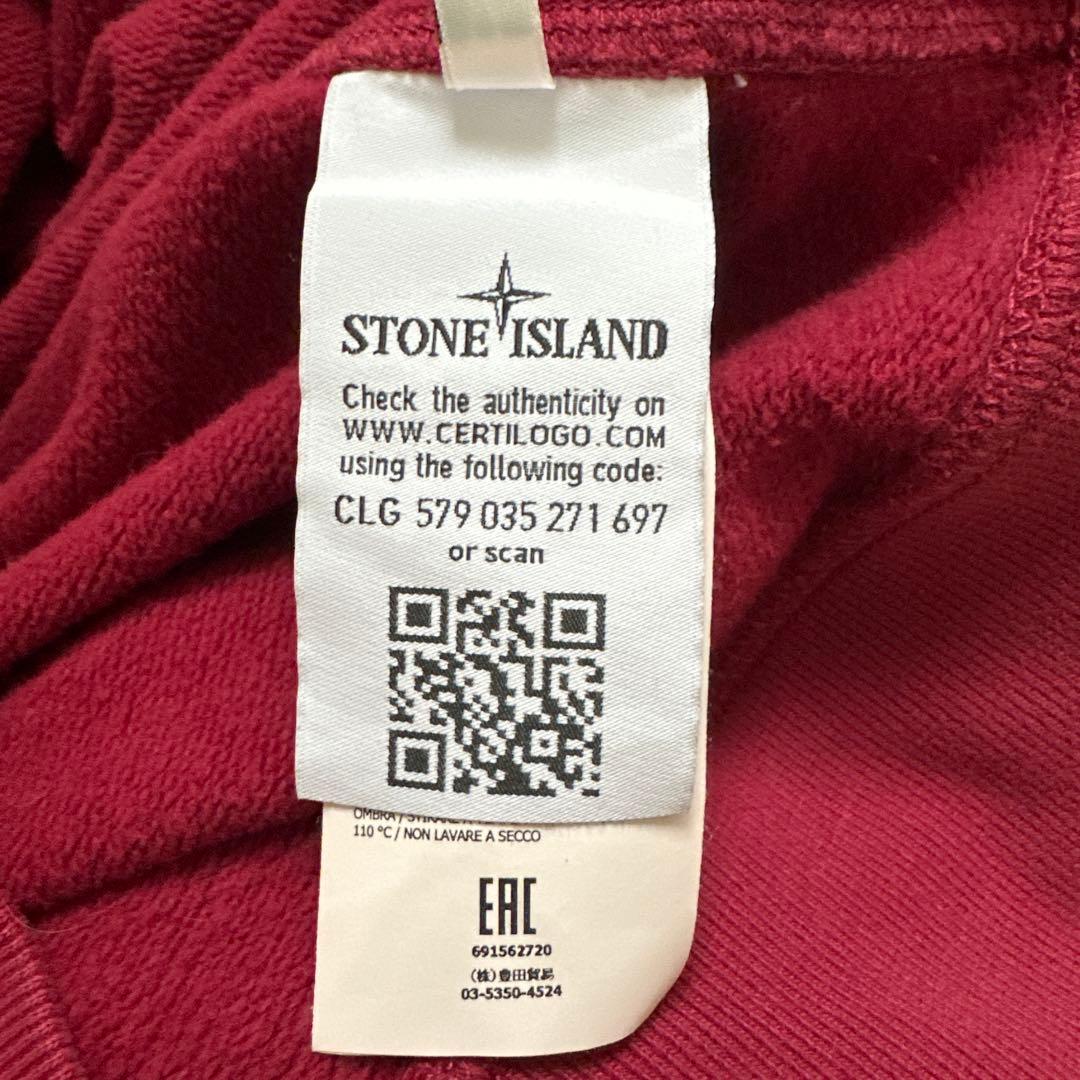 STONE ISLAND
Check the authenticity on
WWW.CERTILOGO.COM
using the following code:
CLG 579 035 271 697
or scan
110 °C / NON LAVARE A SECCO
EAC
691562720
(株)豊田貿易
03-5350-4524